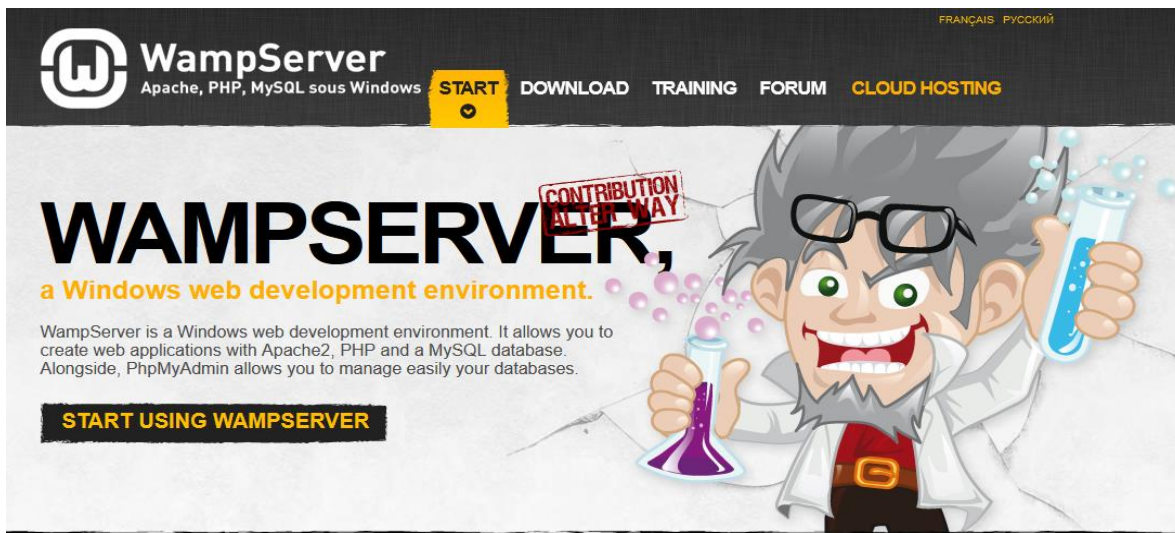 FRANÇAIS РУССКИЙ
WampServer
Apache, PHP, MySQL sous Windows
START DOWNLOAD TRAINING FORUM CLOUD HOSTING
CONTRIBUTION
ALTER WAY
WAMPSERVER,
a Windows web development environment.
WampServer is a Windows web development environment. It allows you to
create web applications with Apache2, PHP and a MySQL database.
Alongside, PhpMyAdmin allows you to manage easily your databases.
START USING WAMPSERVER